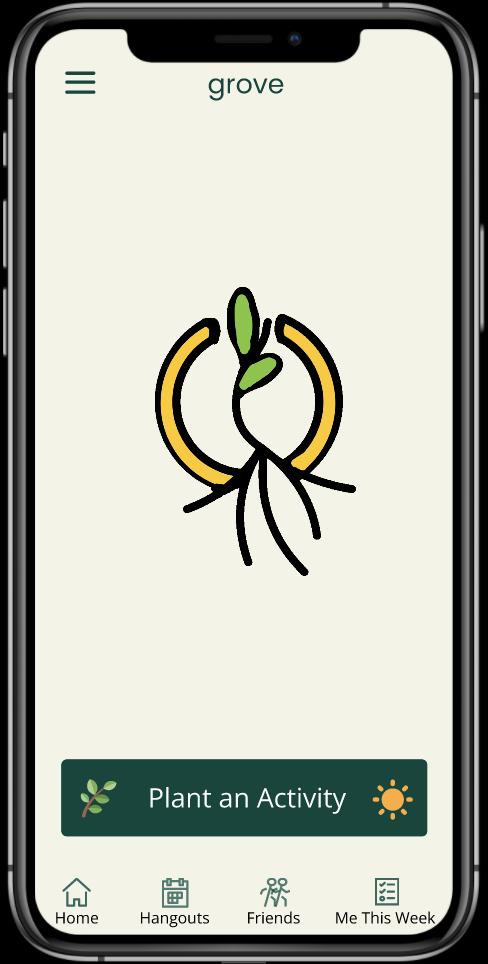 grove
Plant an Activity
Home
Hangouts
Friends
Me This Week